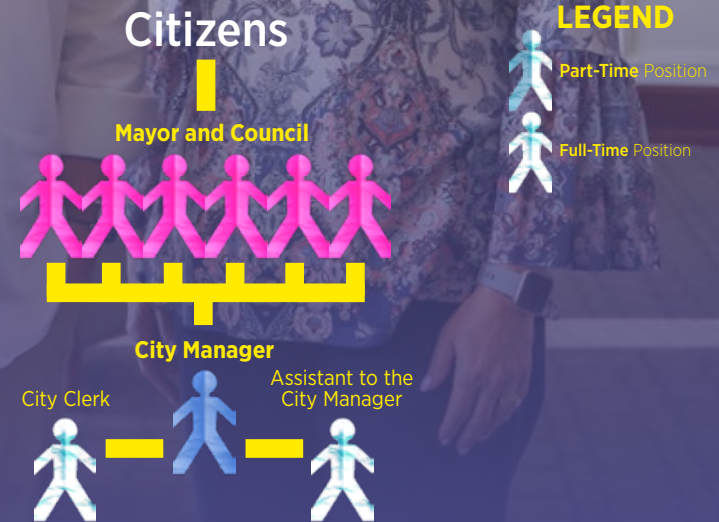 Citizens
LEGEND
Part-Time Position
Mayor and Council
Full-Time Position
City Manager
City Clerk
Assistant to the
City Manager